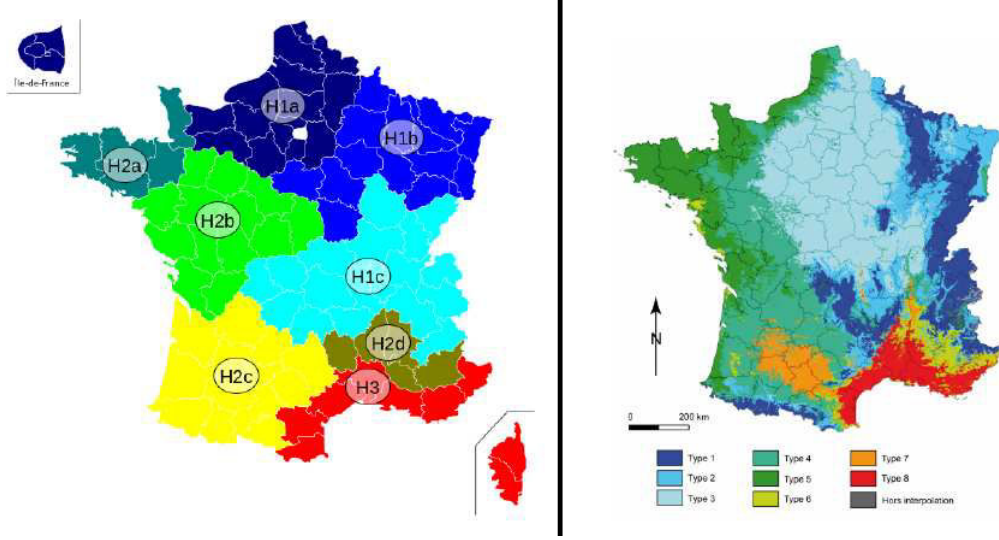 Île-de-France
H1a
H1b
H2a
H2b
H1c
H2d
H2c
H3
N
0 200 km
Type 1
Type 2
Type 3
Type 4
Type 5
Type 6
Type 7
Type 8
Hors interpolation